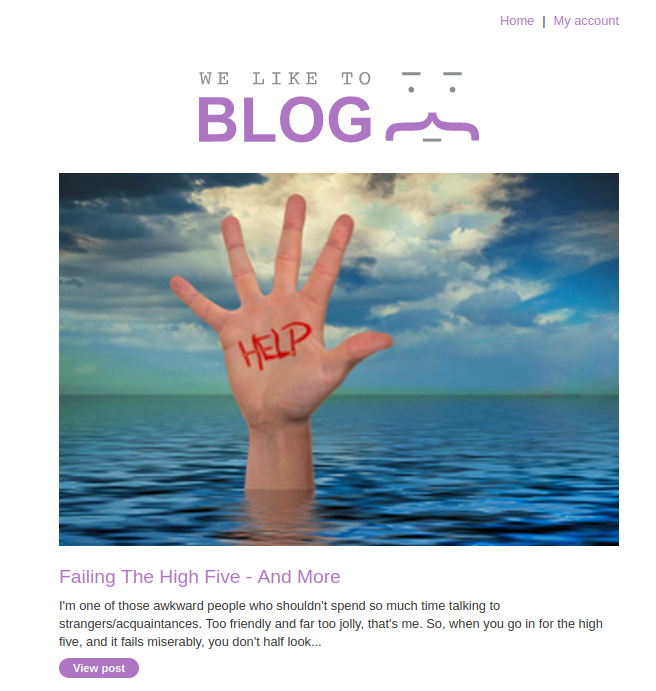 Home | My account
WE LIKE TO
BLOG
HELP
Failing The High Five - And More
I'm one of those awkward people who shouldn't spend so much time talking to
strangers/acquaintances. Too friendly and far too jolly, that's me. So, when you go in for the high
five, and it fails miserably, you don't half look...
View post